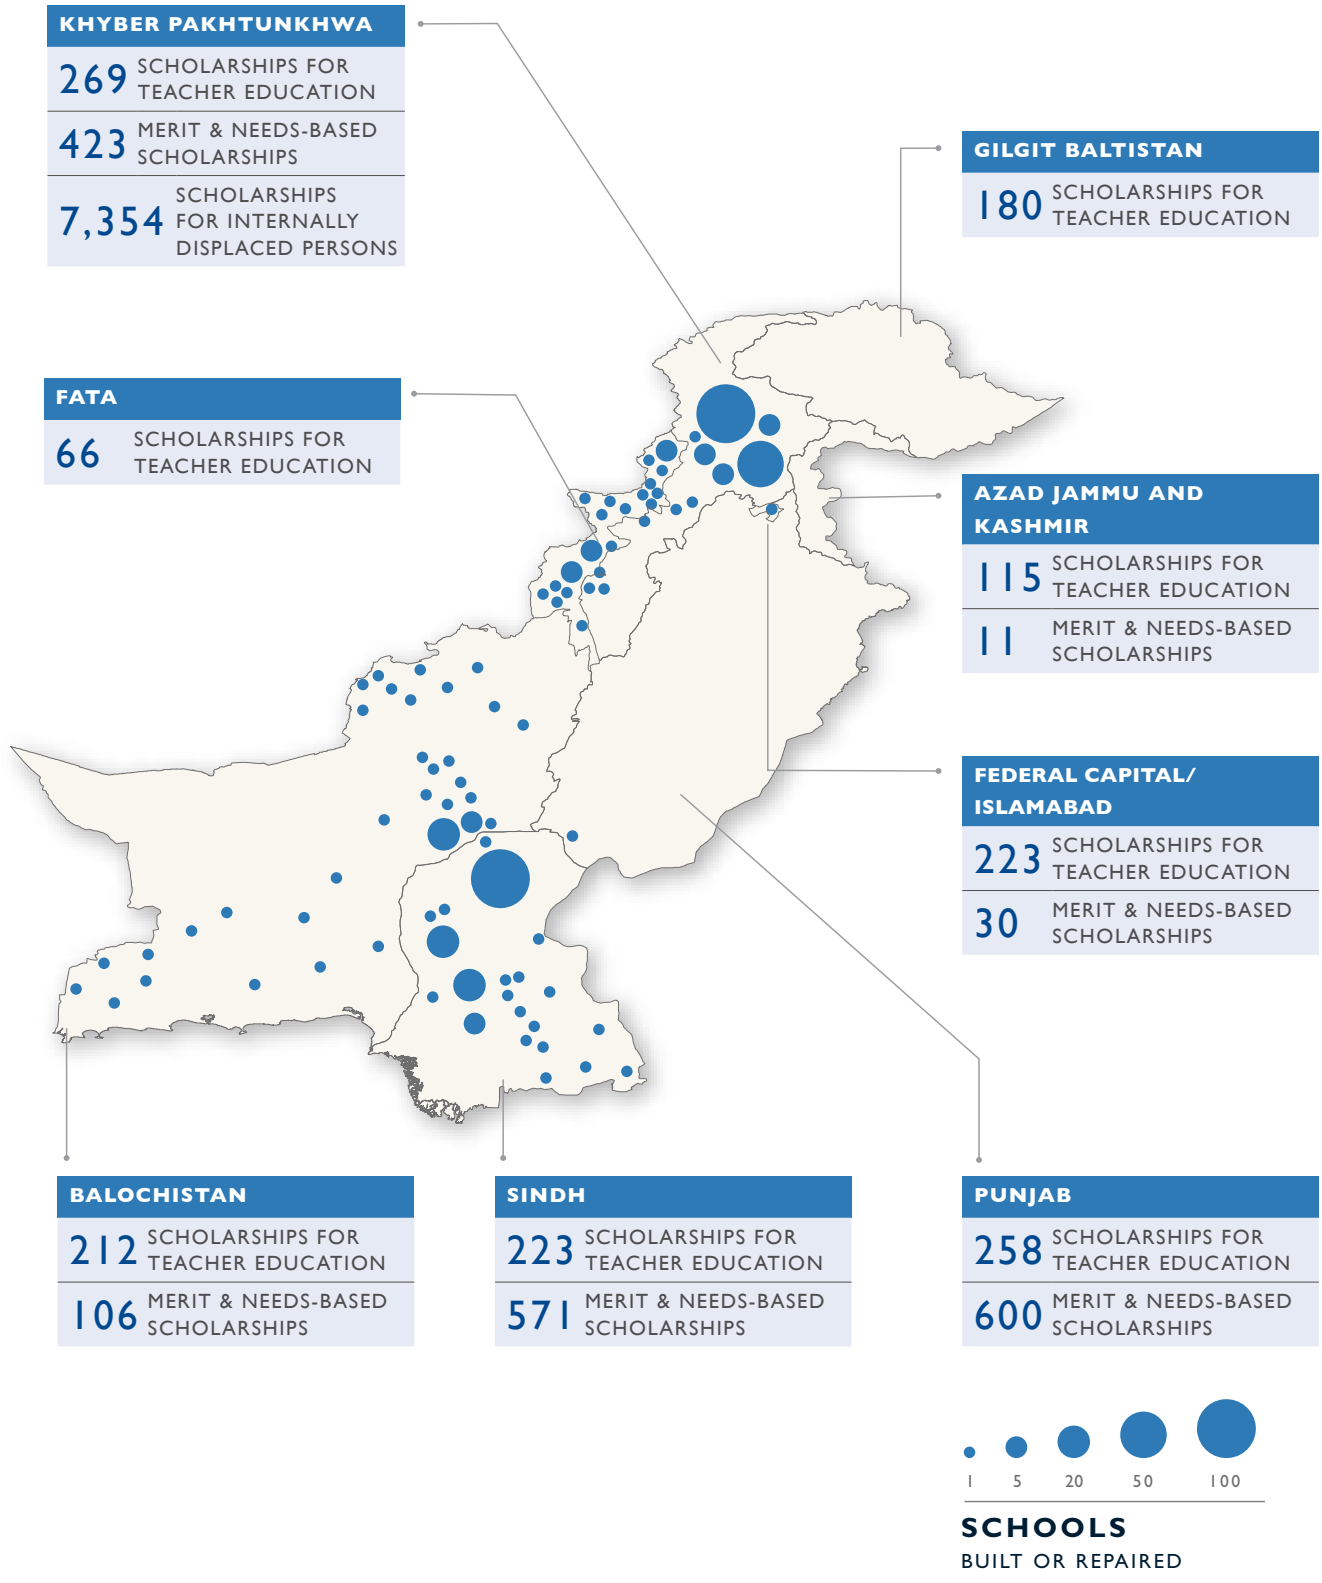 KHYBER PAKHTUNKHWA
269 SCHOLARSHIPS FOR
TEACHER EDUCATION
423 MERIT & NEEDS-BASED
SCHOLARSHIPS
7,354 SCHOLARSHIPS
FOR INTERNALLY
DISPLACED PERSONS
GILGIT BALTISTAN
180 SCHOLARSHIPS FOR
TEACHER EDUCATION
FATA
66 SCHOLARSHIPS FOR
TEACHER EDUCATION
AZAD JAMMU AND
KASHMIR
115 SCHOLARSHIPS FOR
TEACHER EDUCATION
11 MERIT & NEEDS-BASED
SCHOLARSHIPS
FEDERAL CAPITAL/
ISLAMABAD
223 SCHOLARSHIPS FOR
TEACHER EDUCATION
30 MERIT & NEEDS-BASED
SCHOLARSHIPS
BALOCHISTAN
212 SCHOLARSHIPS FOR
TEACHER EDUCATION
106 MERIT & NEEDS-BASED
SCHOLARSHIPS
SINDH
223 SCHOLARSHIPS FOR
TEACHER EDUCATION
571 MERIT & NEEDS-BASED
SCHOLARSHIPS
PUNJAB
258 SCHOLARSHIPS FOR
TEACHER EDUCATION
600 MERIT & NEEDS-BASED
SCHOLARSHIPS
1 5 20 50 100
SCHOOLS
BUILT OR REPAIRED